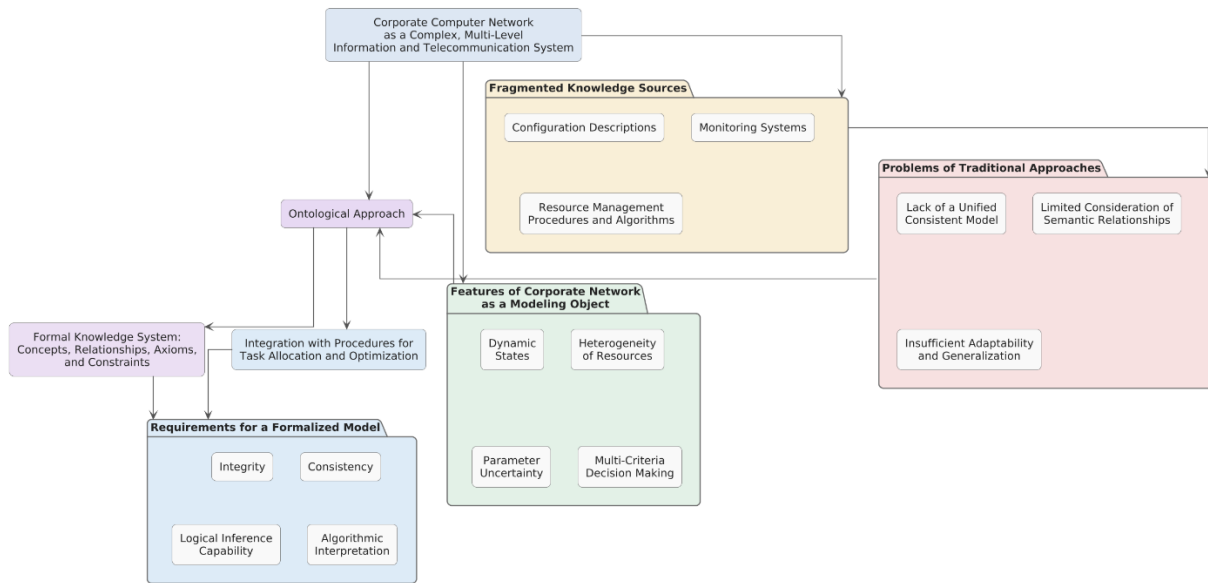 Corporate Computer Network
as a Complex, Multi-Level
Information and Telecommunication System
Fragmented Knowledge Sources
Configuration Descriptions
Monitoring Systems
Resource Management
Procedures and Algorithms
Problems of Traditional Approaches
Lack of a Unified
Consistent Model
Limited Consideration of
Semantic Relationships
Insufficient Adaptability
and Generalization
Ontological Approach
Features of Corporate Network
as a Modeling Object
Dynamic
States
Heterogeneity
of Resources
Parameter
Uncertainty
Multi-Criteria
Decision Making
Formal Knowledge System:
Concepts, Relationships, Axioms,
and Constraints
Integration with Procedures for
Task Allocation and Optimization
Requirements for a Formalized Model
Integrity
Consistency
Logical Inference
Capability
Algorithmic
Interpretation